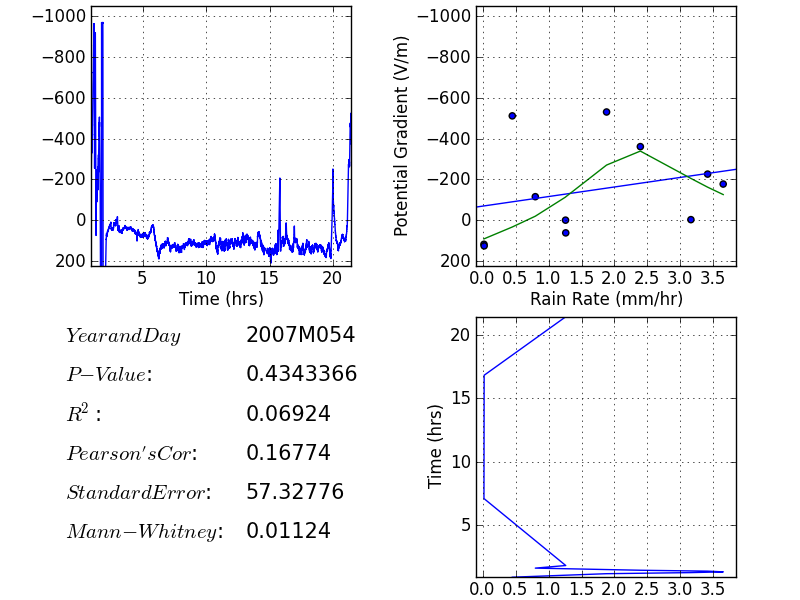 −1000
−800
−600
−400
−200
0
200
5
10
15
20
Time (hrs)
Potential Gradient (V/m)
−1000
−800
−600
−400
−200
0
200
0.0 0.5 1.0 1.5 2.0 2.5 3.0 3.5
Rain Rate (mm/hr)
YearandDay 2007M054
P−Value: 0.4343366
R²: 0.06924
Pearson'sCor: 0.16774
StandardError: 57.32776
Mann−Whitney: 0.01124
Time (hrs)
20
15
10
5
0.0 0.5 1.0 1.5 2.0 2.5 3.0 3.5